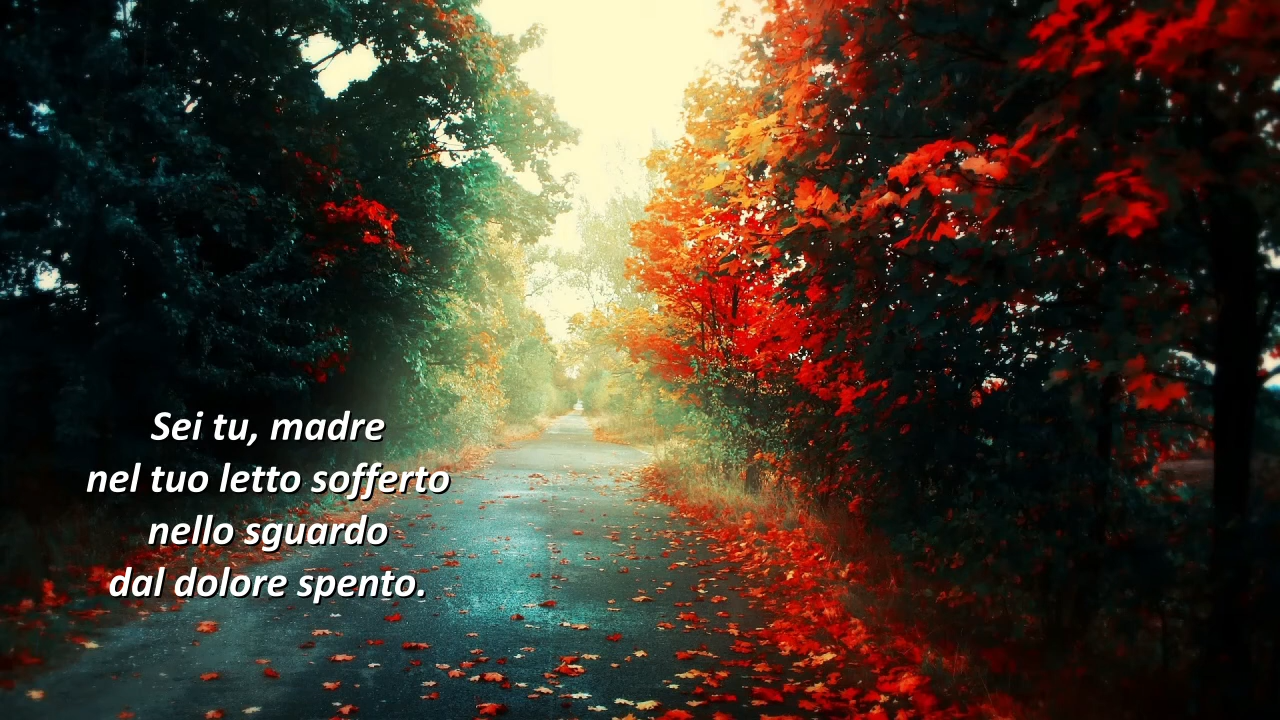 Sei tu, madre
nel tuo letto sofferto
nello sguardo
dal dolore spento.